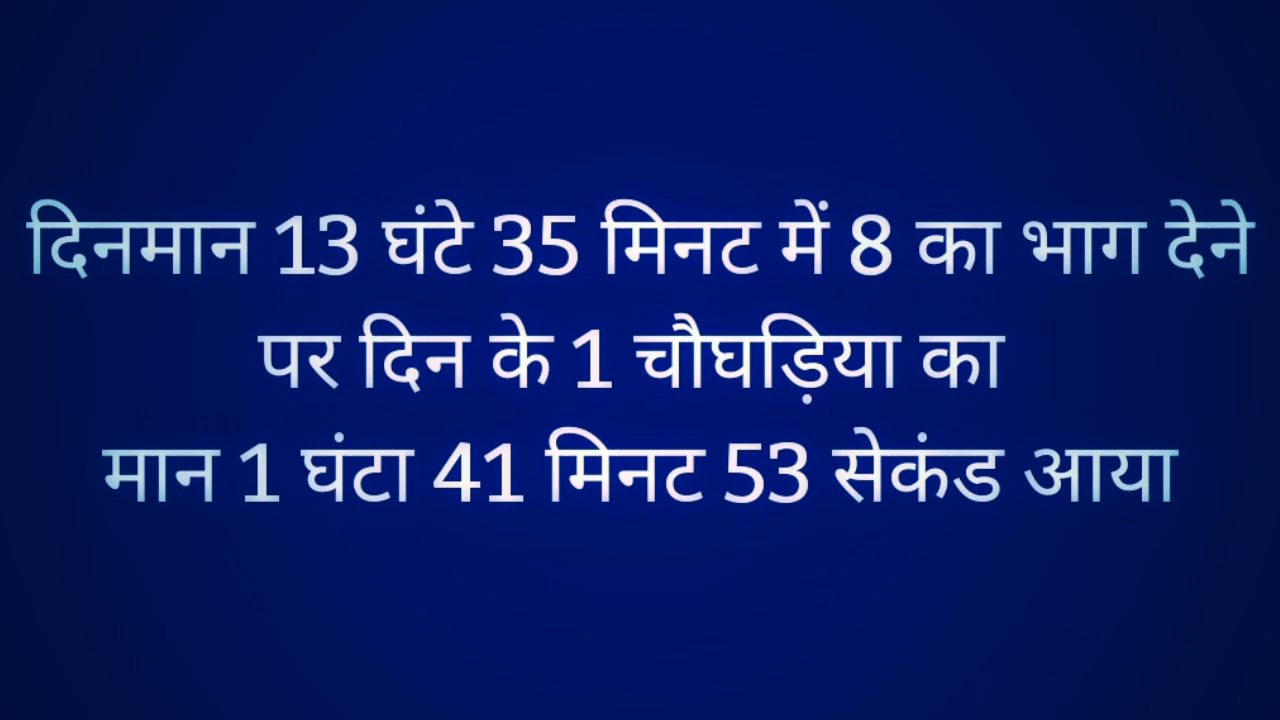 दिनमान 13 घंटे 35 मिनट में 8 का भाग देने
पर दिन के 1 चौघड़िया का
मान 1 घंटा 41 मिनट 53 सेकंड आया